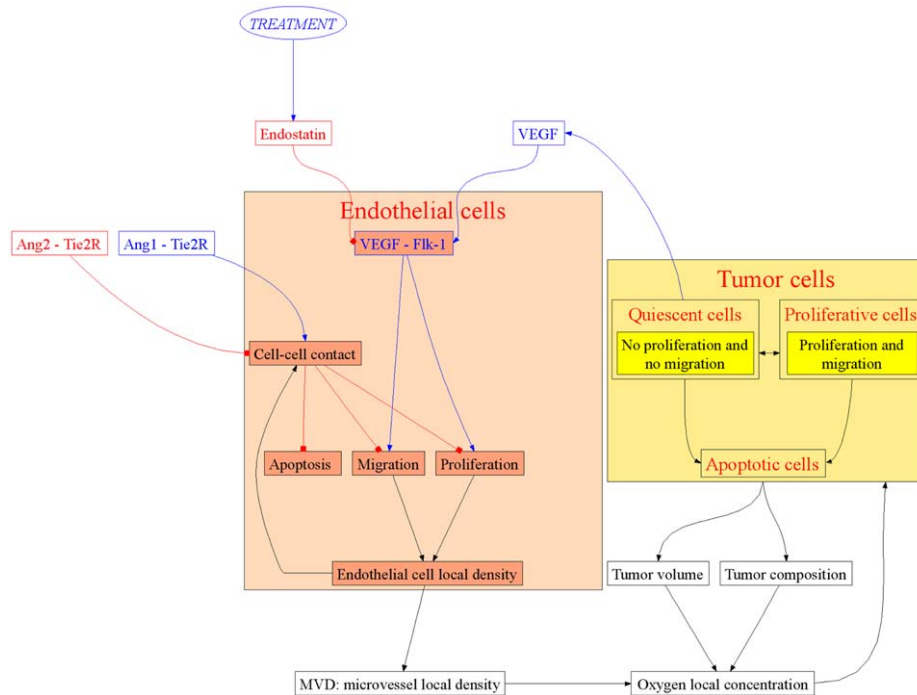 TREATMENT
Endostatin
VEGF
Endothelial cells
VEGF - Flk-1
Ang2 - Tie2R
Ang1 - Tie2R
Tumor cells
Quiescent cells
Proliferative cells
No proliferation and
no migration
Proliferation and
migration
Cell-cell contact
Apoptosis
Migration
Proliferation
Apoptotic cells
Endothelial cell local density
Tumor volume
Tumor composition
MVD: microvessel local density
Oxygen local concentration